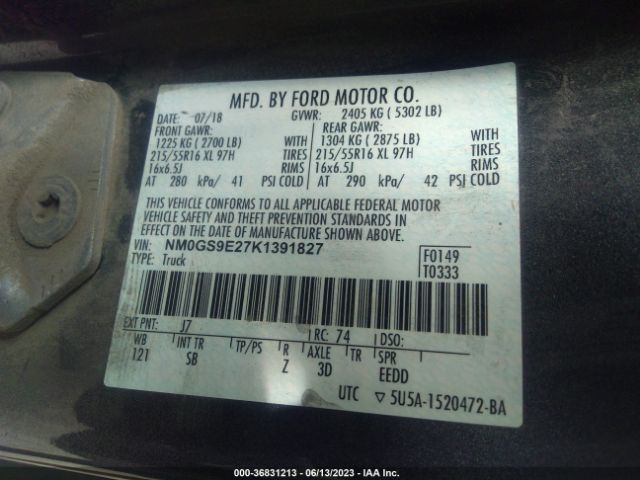 MFD. BY FORD MOTOR CO.
DATE: 07/18 GVWR: 2405 KG ( 5302 LB)
FRONT GAWR: REAR GAWR:
1225 KG ( 2700 LB) WITH 1304 KG ( 2875 LB) WITH
215/55R16 XL 97H TIRES 215/55R16 XL 97H TIRES
16x6.5J RIMS 16x6.5J RIMS
AT 280 kPa/ 41 PSI COLD AT 290 kPa/ 42 PSI COLD
THIS VEHICLE CONFORMS TO ALL APPLICABLE FEDERAL MOTOR
VEHICLE SAFETY AND THEFT PREVENTION STANDARDS IN
EFFECT ON THE DATE OF MANUFACTURE SHOWN ABOVE.
VIN: NM0GS9E27K1391827 F0149
TYPE: Truck T0333
EXT PNT: J7 RC: 74 DSO:
WB INT TR TP/PS R AXLE TR SPR
121 SB Z 3D EEDD
UTC ▽ 5U5A-1520472-BA
000-36831213 - 06/13/2023 - IAA Inc.